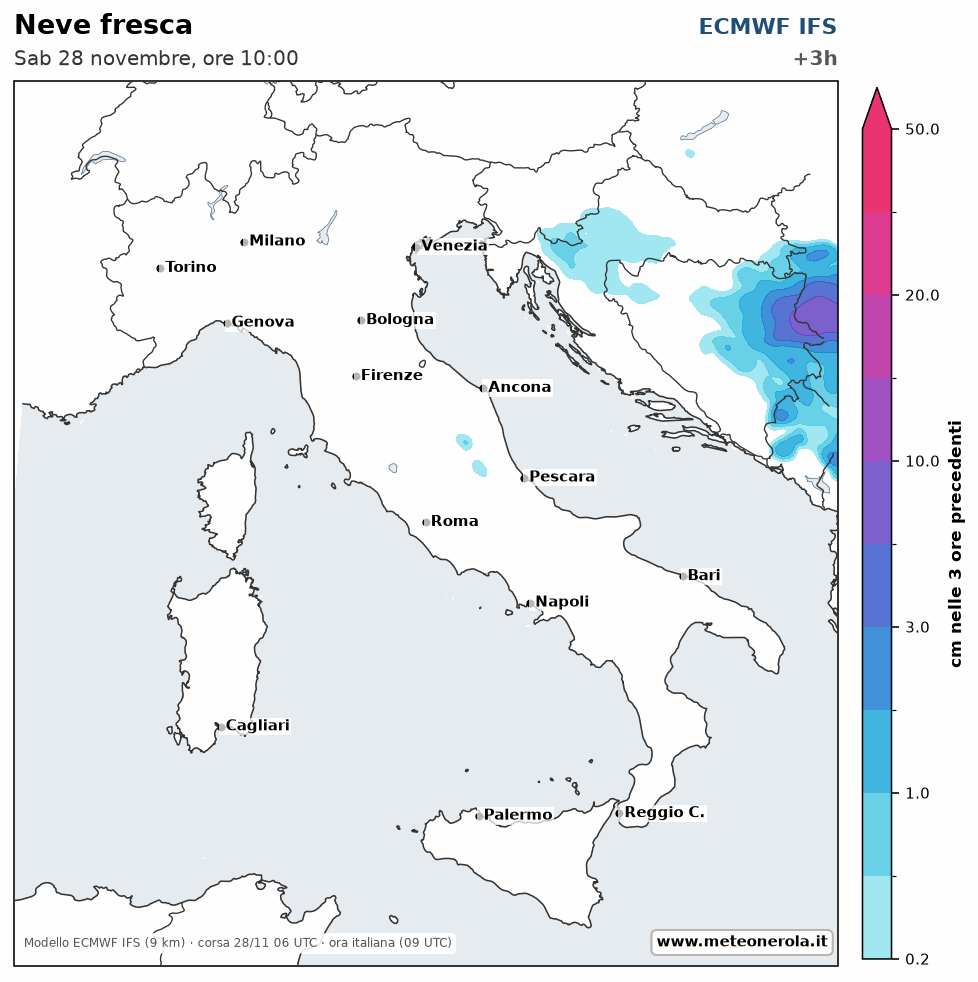 Neve fresca
ECMWF IFS
Sab 28 novembre, ore 10:00
+3h
50.0
20.0
10.0
3.0
1.0
0.2
cm nelle 3 ore precedenti
Milano
Venezia
Torino
Genova
Bologna
Firenze
Ancona
Pescara
Roma
Bari
Napoli
Cagliari
Palermo
Reggio C.
Modello ECMWF IFS (9 km) · corsa 28/11 06 UTC · ora italiana (09 UTC)
www.meteonerola.it